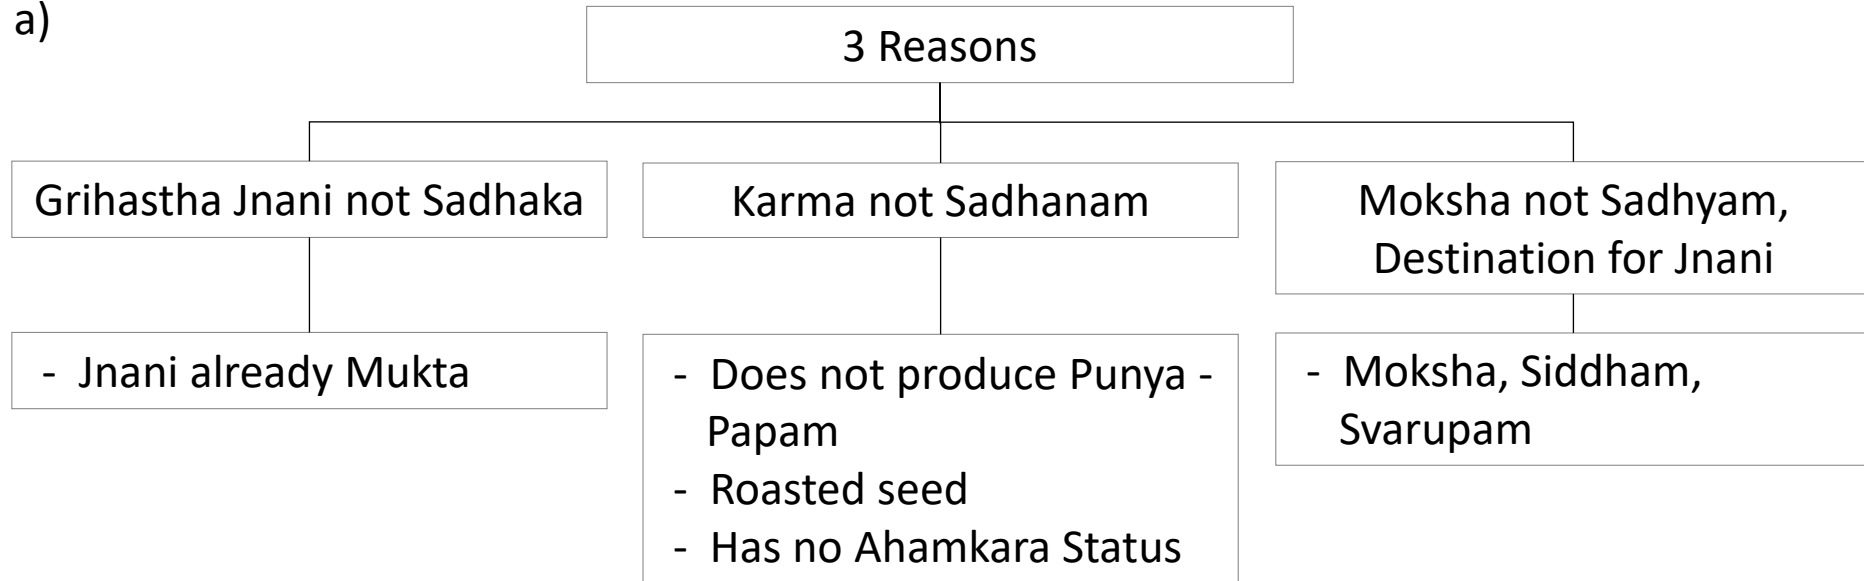 a)
3 Reasons
Grihastha Jnani not Sadhaka
Karma not Sadhanam
Moksha not Sadhyam,
Destination for Jnani
- Jnani already Mukta
- Does not produce Punya -
Papam
- Roasted seed
- Has no Ahamkara Status
- Moksha, Siddham,
Svarupam